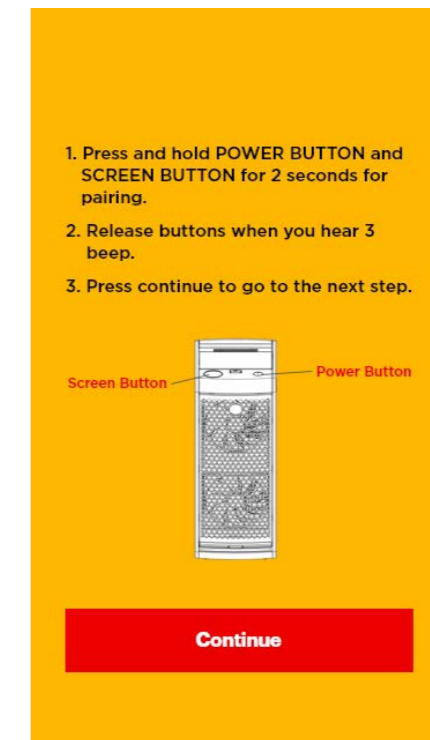 1. Press and hold POWER BUTTON and
SCREEN BUTTON for 2 seconds for
pairing.
2. Release buttons when you hear 3
beep.
3. Press continue to go to the next step.
Screen Button
Power Button
Continue